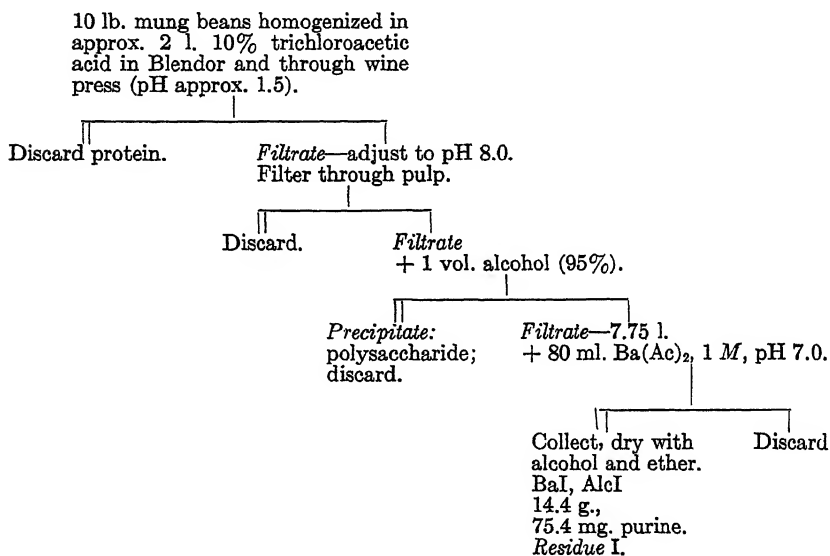 10 lb. mung beans homogenized in
approx. 2 l. 10% trichloroacetic
acid in Blendor and through wine
press (pH approx. 1.5).
Discard protein.
Filtrate—adjust to pH 8.0.
Filter through pulp.
Discard.
Filtrate
+ 1 vol. alcohol (95%).
Precipitate:
polysaccharide;
discard.
Filtrate—7.75 l.
+ 80 ml. Ba(Ac)₂, 1 M, pH 7.0.
Collect, dry with
alcohol and ether.
BaI, AlcI
14.4 g.,
75.4 mg. purine.
Residue I.
Discard